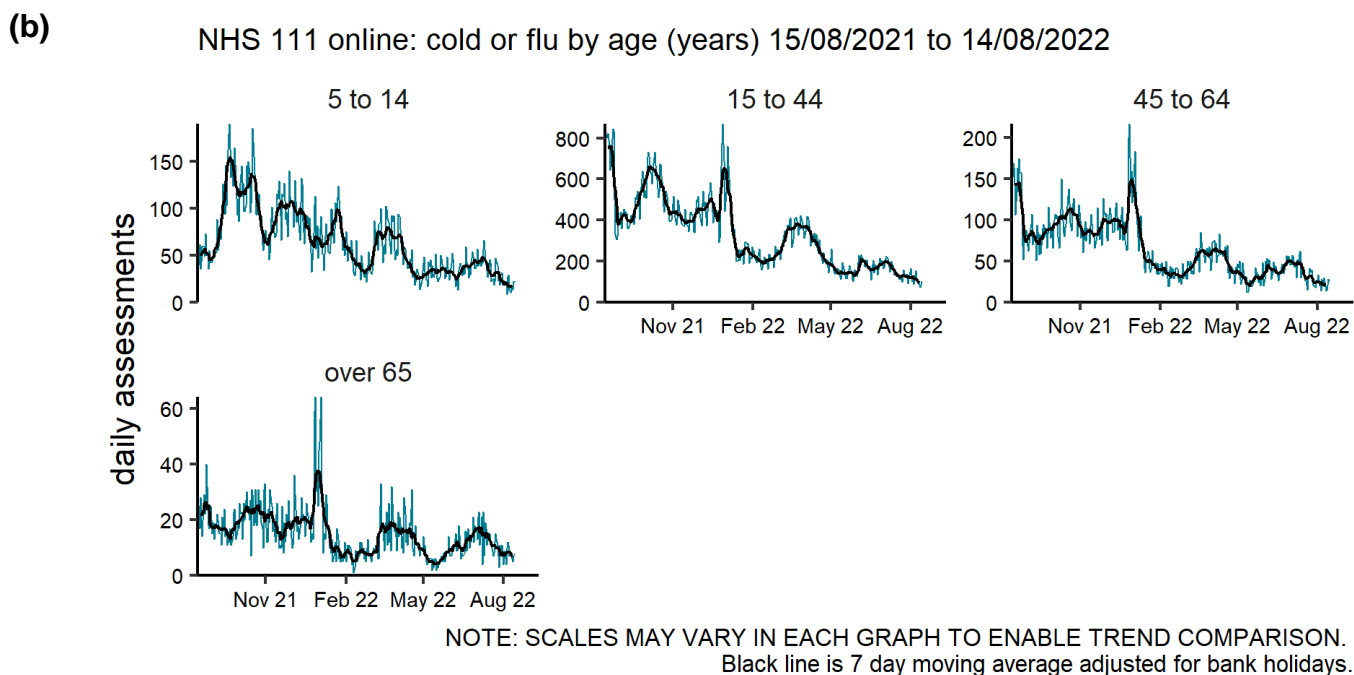 (b)
NHS 111 online: cold or flu by age (years) 15/08/2021 to 14/08/2022
daily assessments
5 to 14
150
100
50
0
15 to 44
800
600
400
200
0
Nov 21 Feb 22 May 22 Aug 22
45 to 64
200
150
100
50
0
Nov 21 Feb 22 May 22 Aug 22
over 65
60
40
20
0
Nov 21 Feb 22 May 22 Aug 22
NOTE: SCALES MAY VARY IN EACH GRAPH TO ENABLE TREND COMPARISON.
Black line is 7 day moving average adjusted for bank holidays.